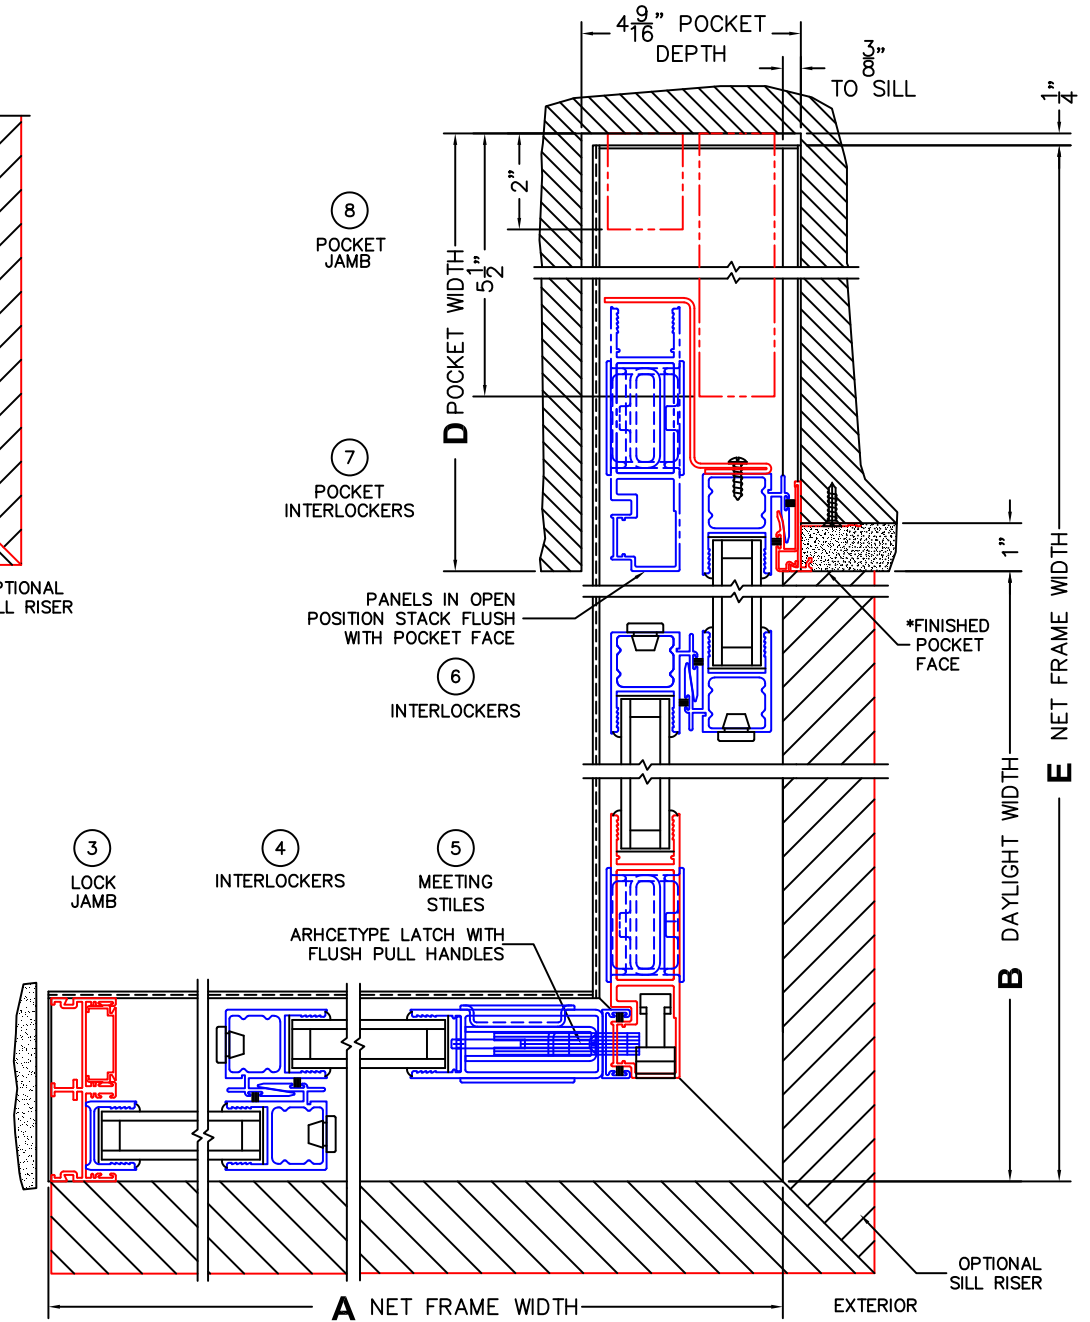 4 9/16" POCKET
DEPTH
3/8"
TO SILL
1/4"
8
POCKET
JAMB
2"
5 1/2"
D POCKET WIDTH
7
POCKET
INTERLOCKERS
1"
PTIONAL
LL RISER
PANELS IN OPEN
POSITION STACK FLUSH
WITH POCKET FACE
*FINISHED
POCKET
FACE
6
INTERLOCKERS
E NET FRAME WIDTH
B DAYLIGHT WIDTH
3
LOCK
JAMB
4
INTERLOCKERS
5
MEETING
STILES
ARHCETYPE LATCH WITH
FLUSH PULL HANDLES
OPTIONAL
SILL RISER
A NET FRAME WIDTH
EXTERIOR